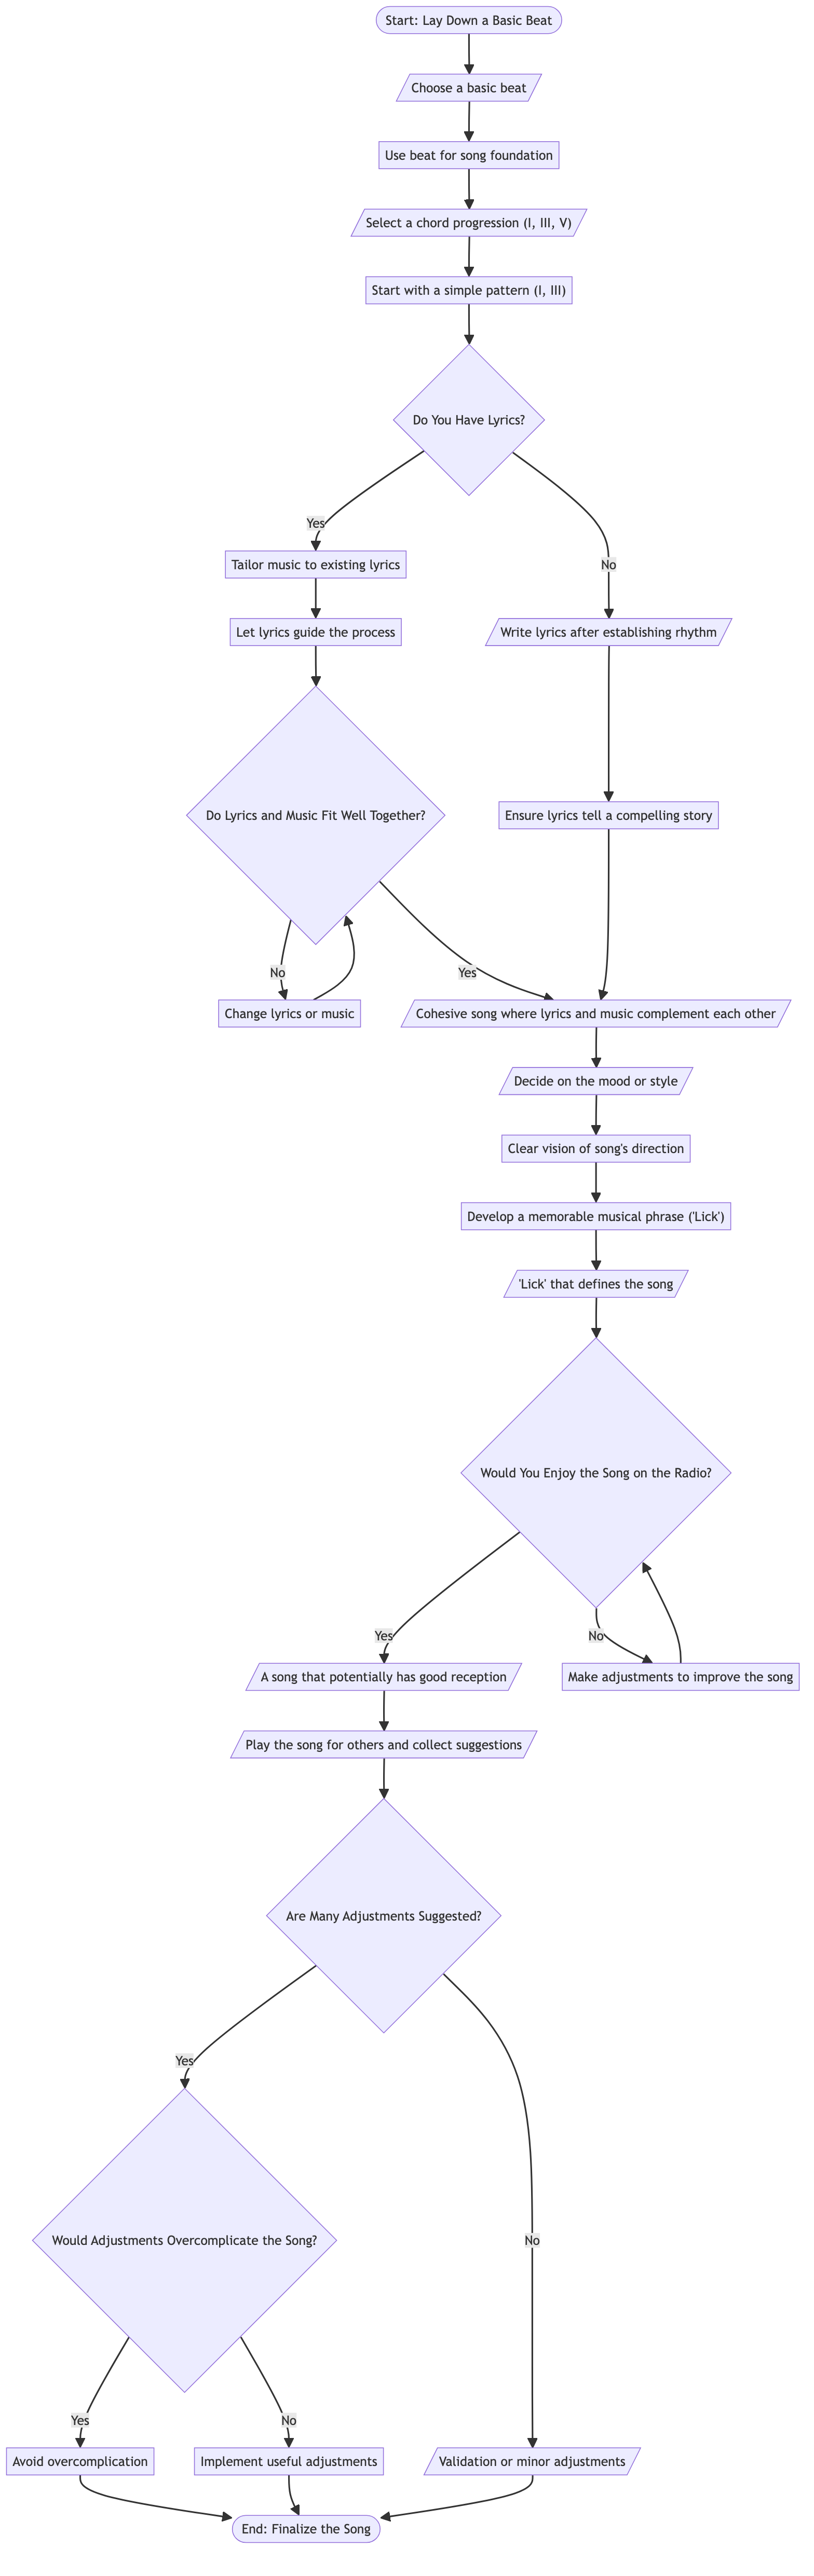 Start: Lay Down a Basic Beat
Choose a basic beat
Use beat for song foundation
Select a chord progression (I, III, V)
Start with a simple pattern (I, III)
Do You Have Lyrics?
Yes
No
Tailor music to existing lyrics
Let lyrics guide the process
Write lyrics after establishing rhythm
Do Lyrics and Music Fit Well Together?
Ensure lyrics tell a compelling story
No
Yes
Change lyrics or music
Cohesive song where lyrics and music complement each other
Decide on the mood or style
Clear vision of song's direction
Develop a memorable musical phrase ('Lick')
'Lick' that defines the song
Would You Enjoy the Song on the Radio?
Yes
No
A song that potentially has good reception
Make adjustments to improve the song
Play the song for others and collect suggestions
Are Many Adjustments Suggested?
Yes
Would Adjustments Overcomplicate the Song?
No
Yes
No
Avoid overcomplication
Implement useful adjustments
Validation or minor adjustments
End: Finalize the Song